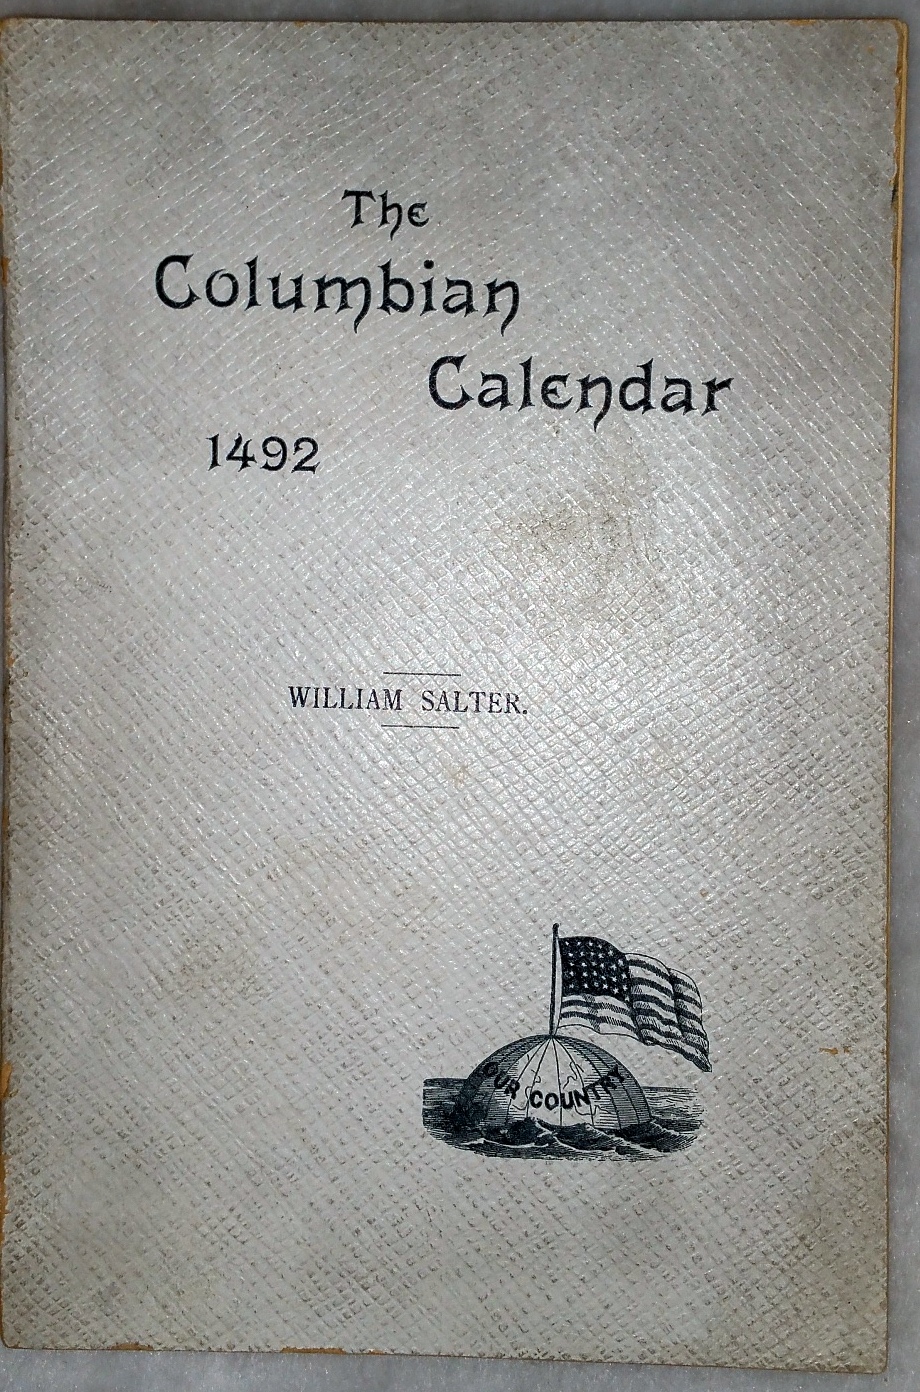 The
Columbian
Calendar
1492
WILLIAM SALTER.
OUR COUNTRY